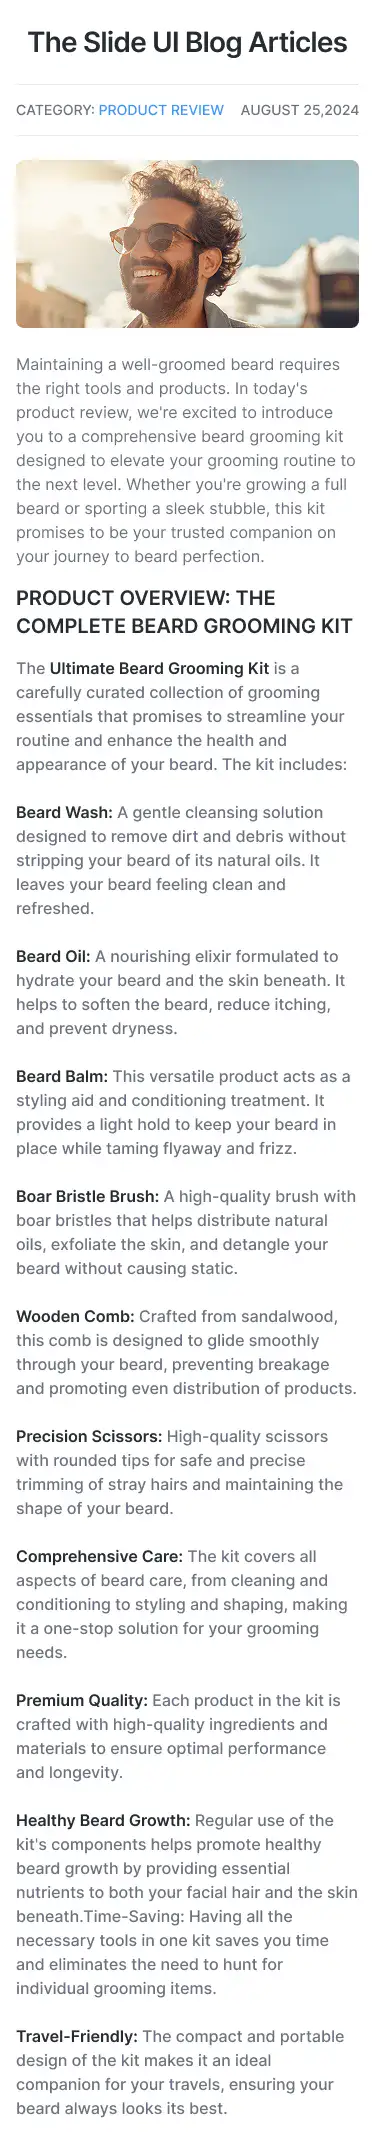 The Slide UI Blog Articles
CATEGORY: PRODUCT REVIEW AUGUST 25,2024
Maintaining a well-groomed beard requires
the right tools and products. In today's
product review, we're excited to introduce
you to a comprehensive beard grooming kit
designed to elevate your grooming routine to
the next level. Whether you're growing a full
beard or sporting a sleek stubble, this kit
promises to be your trusted companion on
your journey to beard perfection.
PRODUCT OVERVIEW: THE
COMPLETE BEARD GROOMING KIT
The Ultimate Beard Grooming Kit is a
carefully curated collection of grooming
essentials that promises to streamline your
routine and enhance the health and
appearance of your beard. The kit includes:
Beard Wash: A gentle cleansing solution
designed to remove dirt and debris without
stripping your beard of its natural oils. It
leaves your beard feeling clean and
refreshed.
Beard Oil: A nourishing elixir formulated to
hydrate your beard and the skin beneath. It
helps to soften the beard, reduce itching,
and prevent dryness.
Beard Balm: This versatile product acts as a
styling aid and conditioning treatment. It
provides a light hold to keep your beard in
place while taming flyaway and frizz.
Boar Bristle Brush: A high-quality brush with
boar bristles that helps distribute natural
oils, exfoliate the skin, and detangle your
beard without causing static.
Wooden Comb: Crafted from sandalwood,
this comb is designed to glide smoothly
through your beard, preventing breakage
and promoting even distribution of products.
Precision Scissors: High-quality scissors
with rounded tips for safe and precise
trimming of stray hairs and maintaining the
shape of your beard.
Comprehensive Care: The kit covers all
aspects of beard care, from cleaning and
conditioning to styling and shaping, making
it a one-stop solution for your grooming
needs.
Premium Quality: Each product in the kit is
crafted with high-quality ingredients and
materials to ensure optimal performance
and longevity.
Healthy Beard Growth: Regular use of the
kit's components helps promote healthy
beard growth by providing essential
nutrients to both your facial hair and the skin
beneath.Time-Saving: Having all the
necessary tools in one kit saves you time
and eliminates the need to hunt for
individual grooming items.
Travel-Friendly: The compact and portable
design of the kit makes it an ideal
companion for your travels, ensuring your
beard always looks its best.